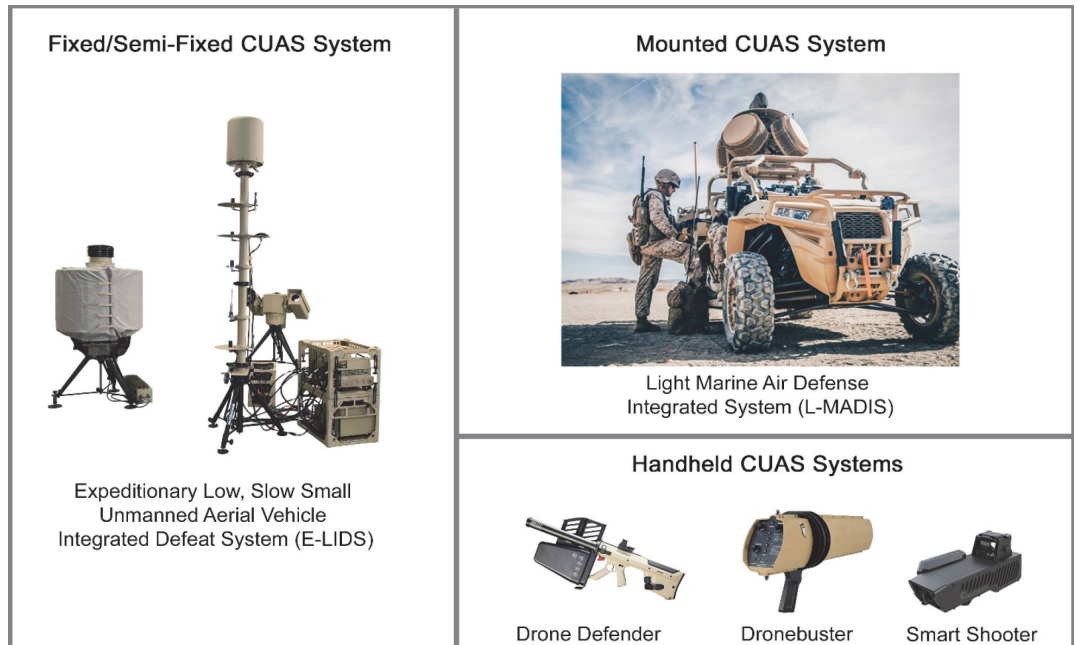 Fixed/Semi-Fixed CUAS System
Expeditionary Low, Slow Small
Unmanned Aerial Vehicle
Integrated Defeat System (E-LIDS)
Mounted CUAS System
Light Marine Air Defense
Integrated System (L-MADIS)
Handheld CUAS Systems
Drone Defender
Dronebuster
Smart Shooter